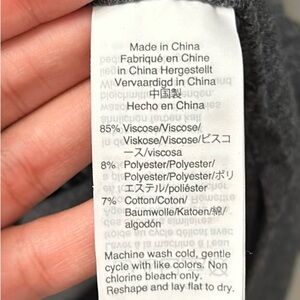 Made in China
Fabriqué en Chine
in China Hergestellt
Vervaardigd in China
中国製
Hecho en China
85% Viscose/Viscose/
Viskose/Viscose/ビスコ
ース/viscosa
8% Polyester/Polyester/
Polyester/Polyester/ポリ
エステル/poliéster
7% Cotton/Coton/
Baumwolle/Katoen/綿/
algodón
Machine wash cold, gentle
cycle with like colors. Non
chlorine bleach only.
Reshape and lay flat to dry.